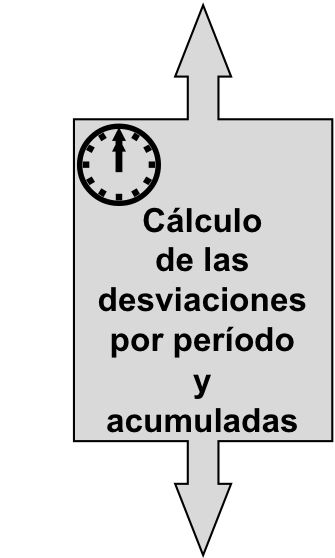 Cálculo
de las
desviaciones
por período
y
acumuladas